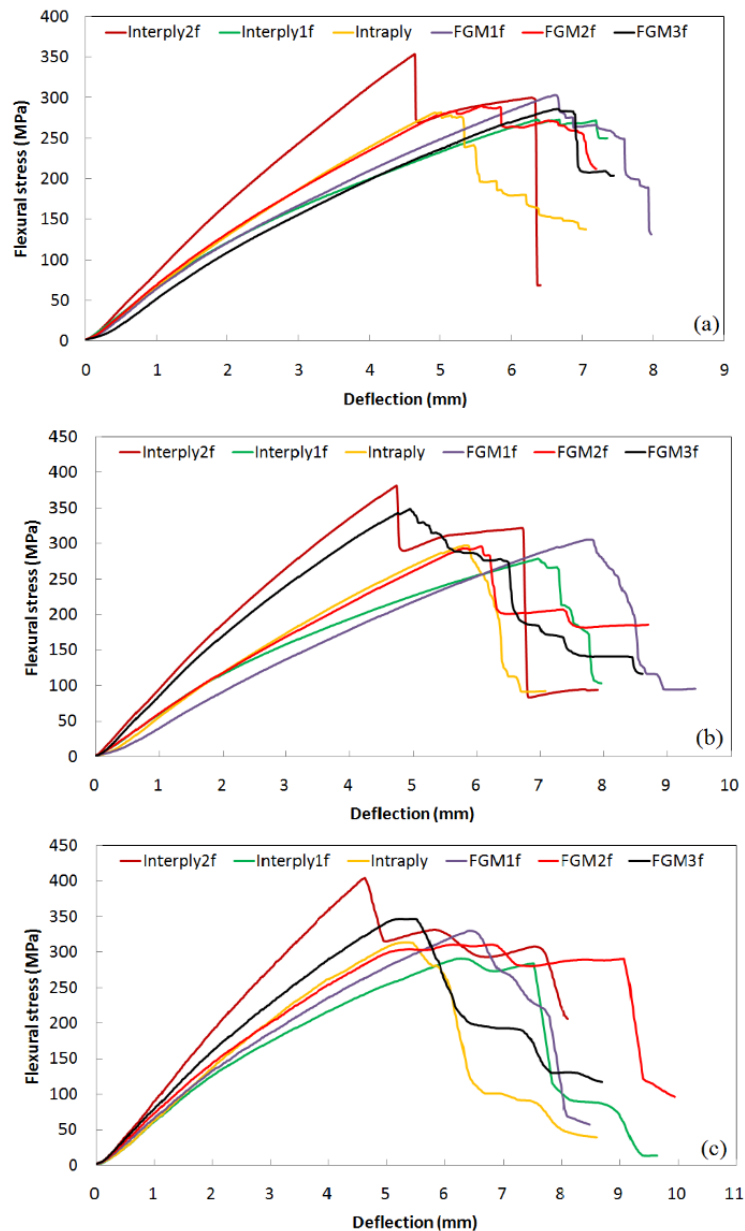 Interply2f Interply1f Intraply FGM1f FGM2f FGM3f
400
350
300
250
200
150
100
50
0
Flexural stress (MPa)
(a)
0 1 2 3 4 5 6 7 8 9
Deflection (mm)
Interply2f Interply1f Intraply FGM1f FGM2f FGM3f
450
400
350
300
250
200
150
100
50
0
Flexural stress (MPa)
(b)
0 1 2 3 4 5 6 7 8 9 10
Deflection (mm)
Interply2f Interply1f Intraply FGM1f FGM2f FGM3f
450
400
350
300
250
200
150
100
50
0
Flexural stress (MPa)
(c)
0 1 2 3 4 5 6 7 8 9 10 11
Deflection (mm)